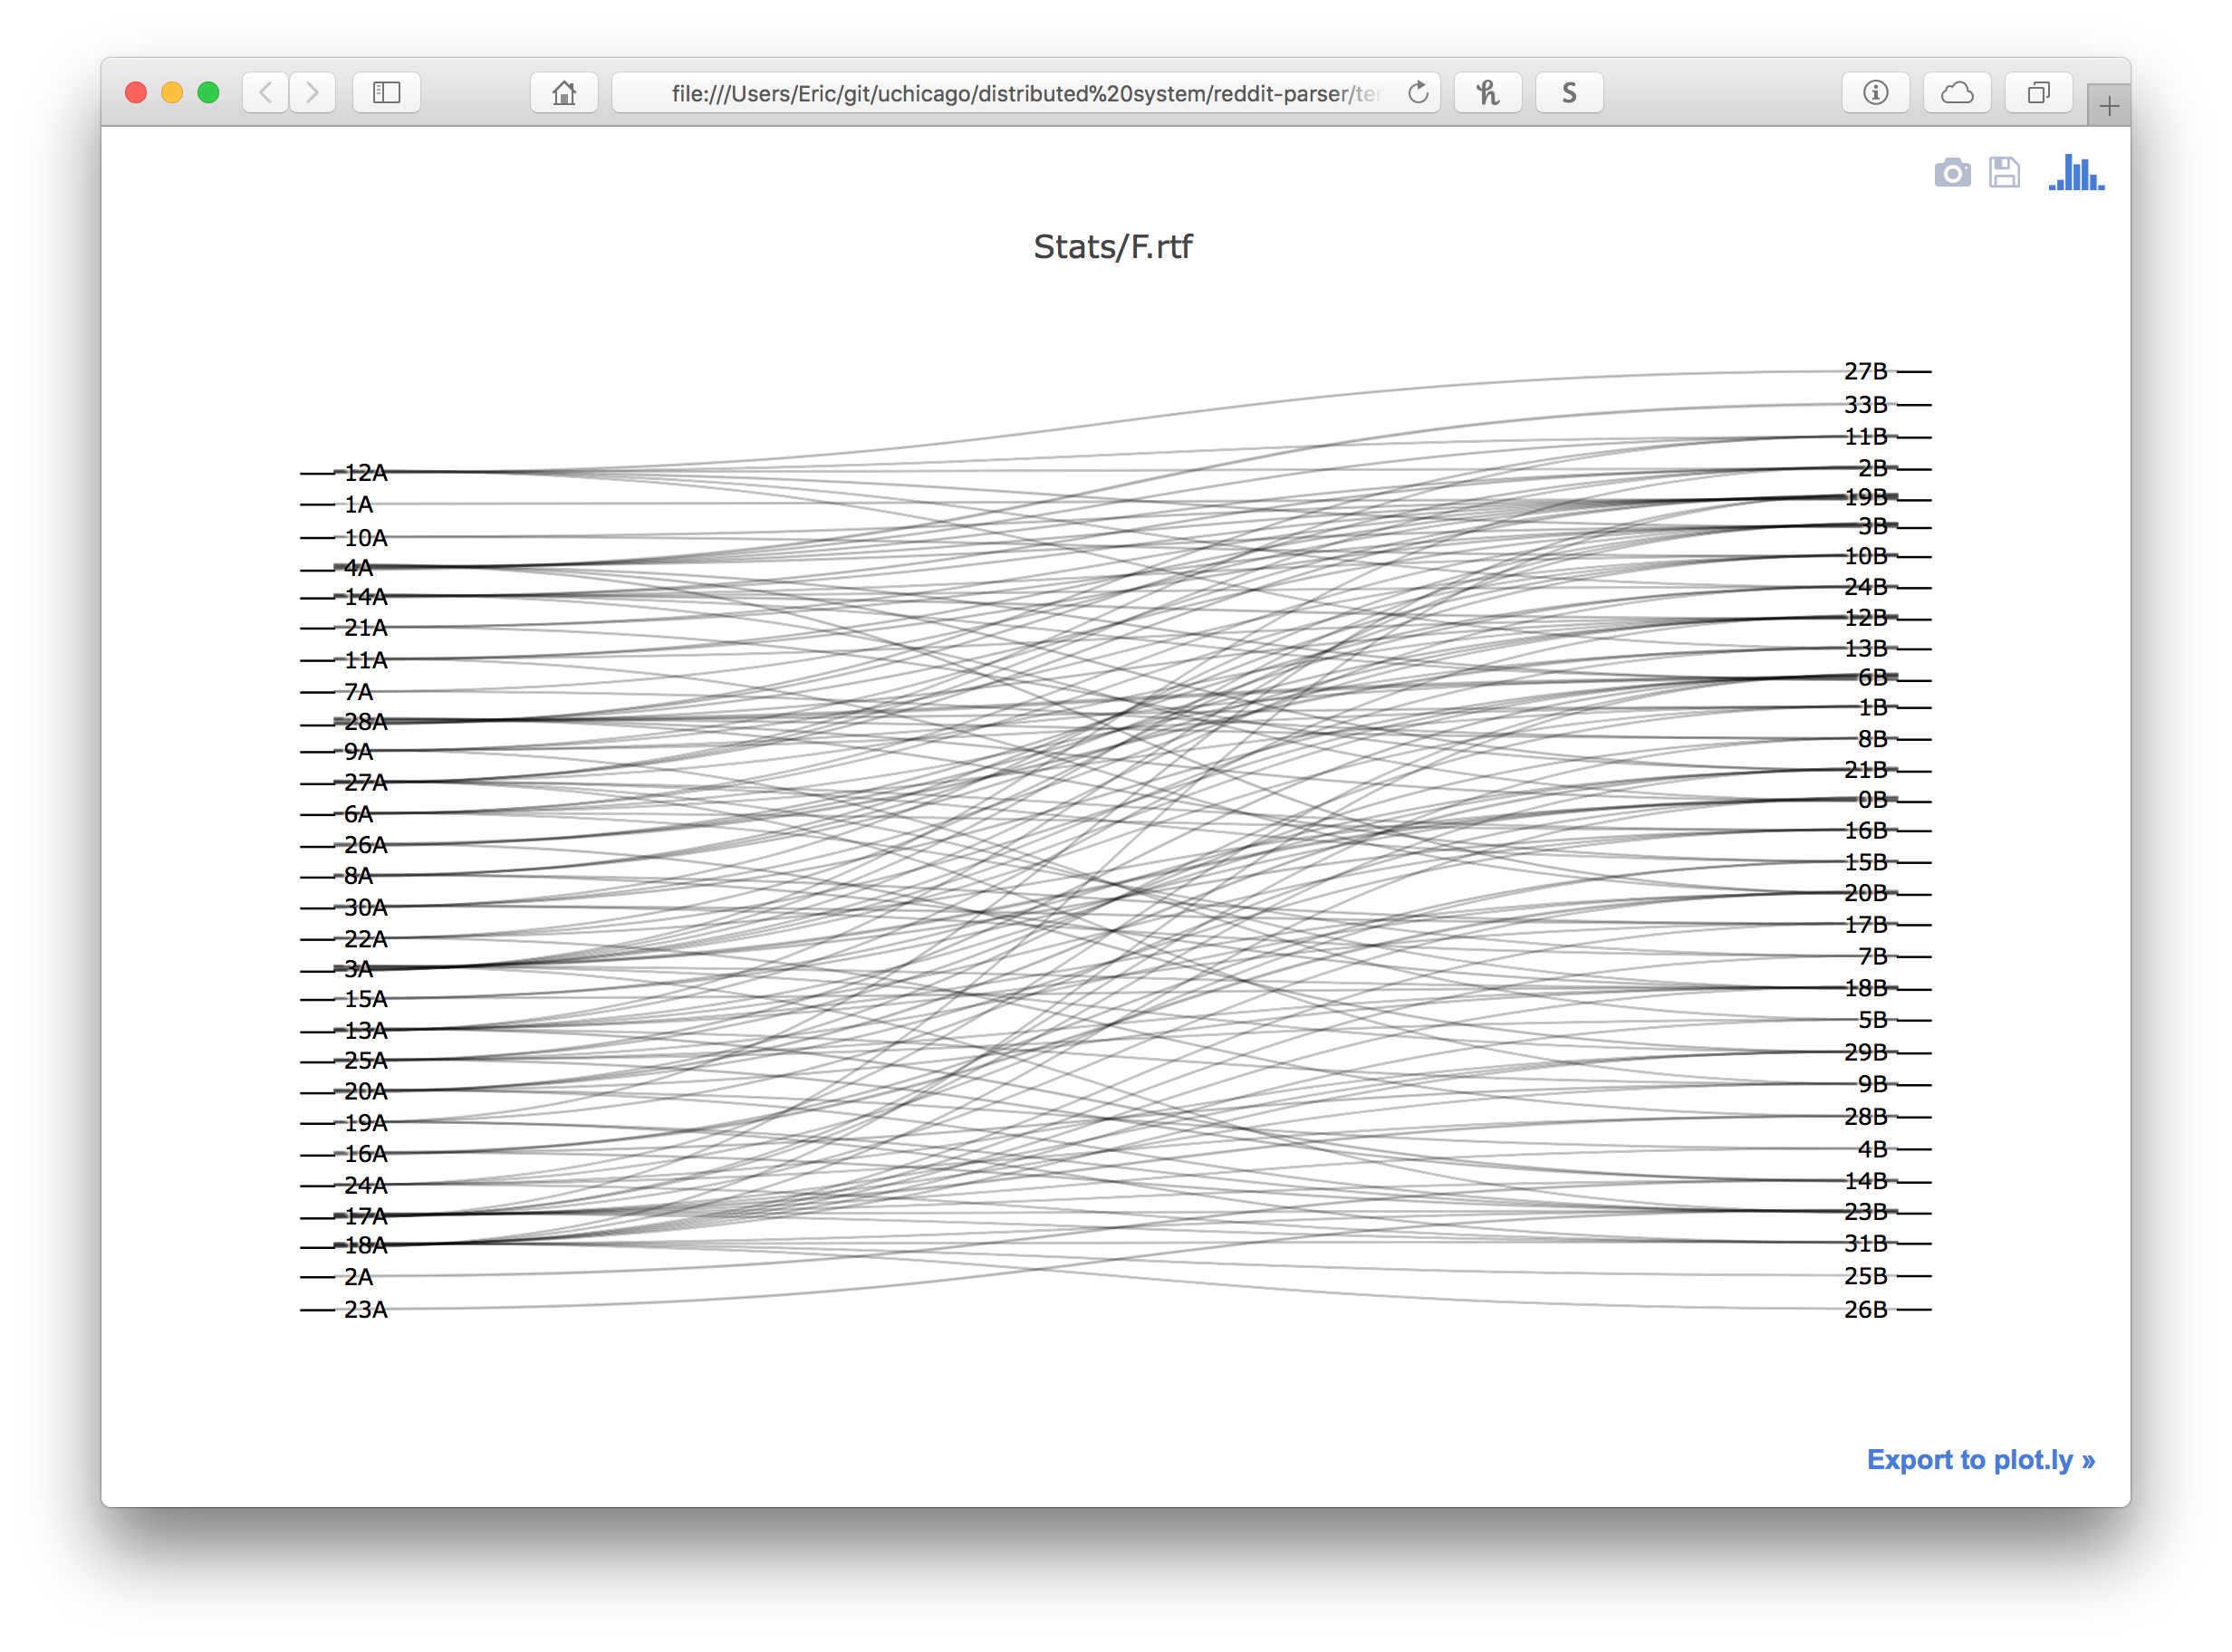 file:///Users/Eric/git/uchicago/distributed%20system/reddit-parser/ter
h
S
Stats/F.rtf
12A
1A
10A
4A
14A
21A
11A
7A
28A
9A
27A
6A
26A
8A
30A
22A
3A
15A
13A
25A
20A
19A
16A
24A
17A
18A
2A
23A
27B
33B
11B
2B
19B
3B
10B
24B
12B
13B
6B
1B
8B
21B
0B
16B
15B
20B
17B
7B
18B
5B
29B
9B
28B
4B
14B
23B
31B
25B
26B
Export to plot.ly »